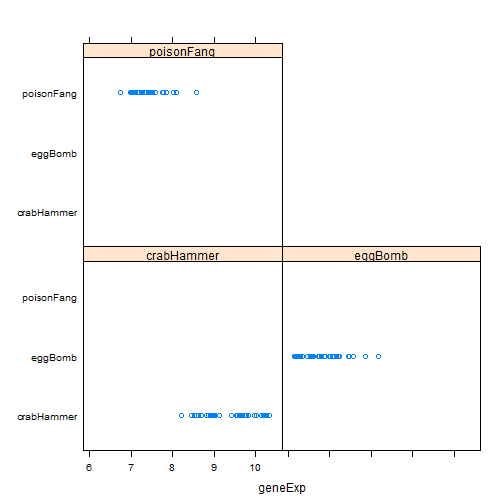 poisonFang
poisonFang
eggBomb
crabHammer
crabHammer eggBomb
poisonFang
eggBomb
crabHammer
6 7 8 9 10
geneExp